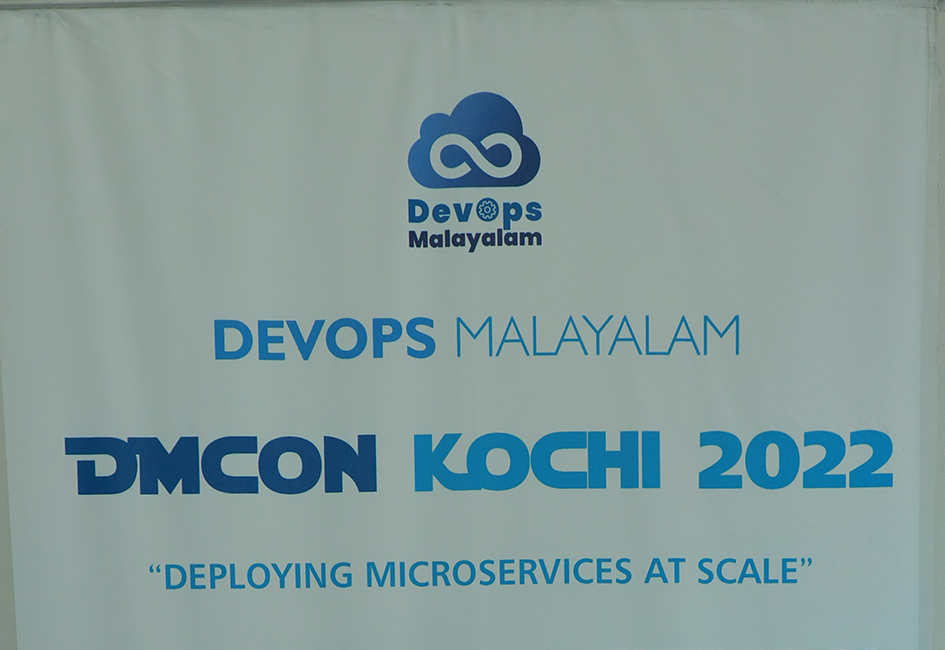 DevOps
Malayalam
DEVOPS MALAYALAM
DMCON KOCHI 2022
“DEPLOYING MICROSERVICES AT SCALE”